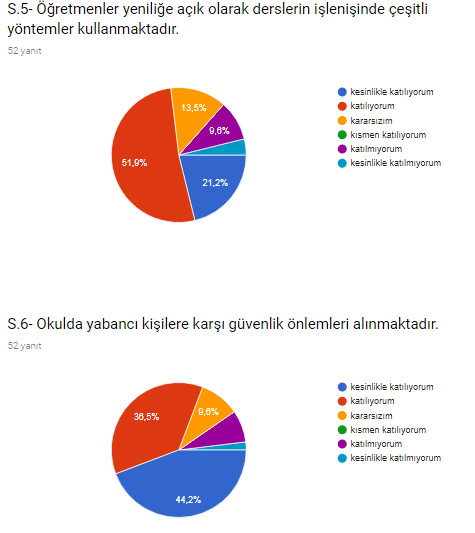 S.5- Öğretmenler yeniliğe açık olarak derslerin işlenişinde çeşitli
yöntemler kullanmaktadır.
52 yanıt
kesinlikle katılıyorum
katılıyorum
kararsızım
kısmen katılıyorum
katılmıyorum
kesinlikle katılmıyorum
13,5%
9,6%
51,9%
21,2%
S.6- Okulda yabancı kişilere karşı güvenlik önlemleri alınmaktadır.
52 yanıt
kesinlikle katılıyorum
katılıyorum
kararsızım
kısmen katılıyorum
katılmıyorum
kesinlikle katılmıyorum
36,5%
9,6%
44,2%